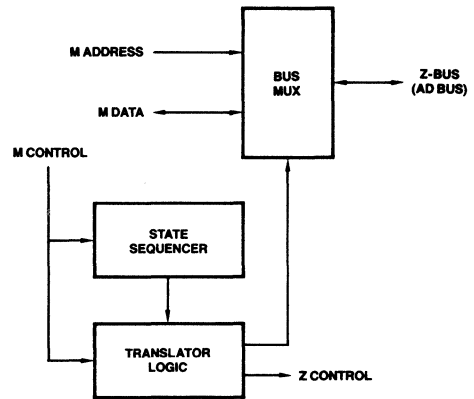 M ADDRESS
BUS
MUX
Z-BUS
(AD BUS)
M DATA
M CONTROL
STATE
SEQUENCER
TRANSLATOR
LOGIC
Z CONTROL